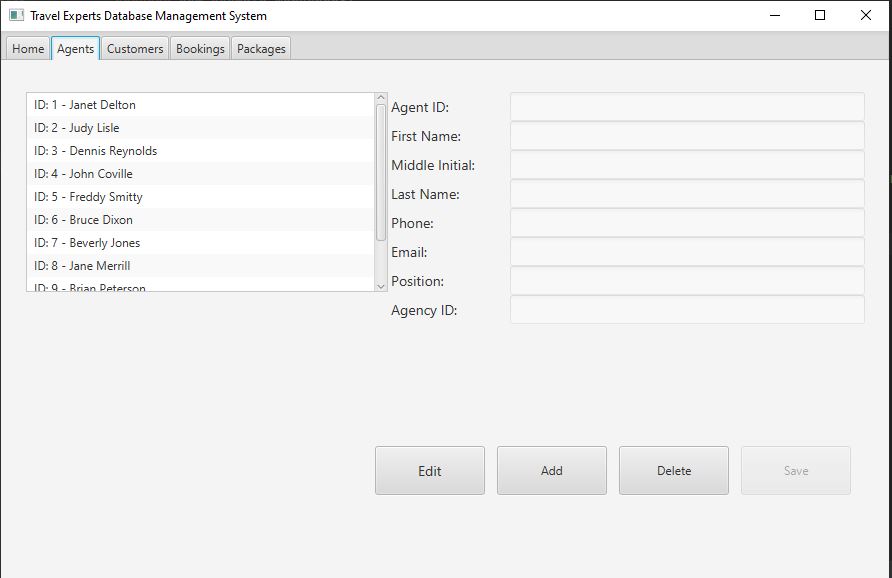 Travel Experts Database Management System
Home Agents Customers Bookings Packages
ID: 1 - Janet Delton
ID: 2 - Judy Lisle
ID: 3 - Dennis Reynolds
ID: 4 - John Coville
ID: 5 - Freddy Smitty
ID: 6 - Bruce Dixon
ID: 7 - Beverly Jones
ID: 8 - Jane Merrill
ID: 9 - Brian Peterson
Agent ID:
First Name:
Middle Initial:
Last Name:
Phone:
Email:
Position:
Agency ID:
Edit Add Delete Save